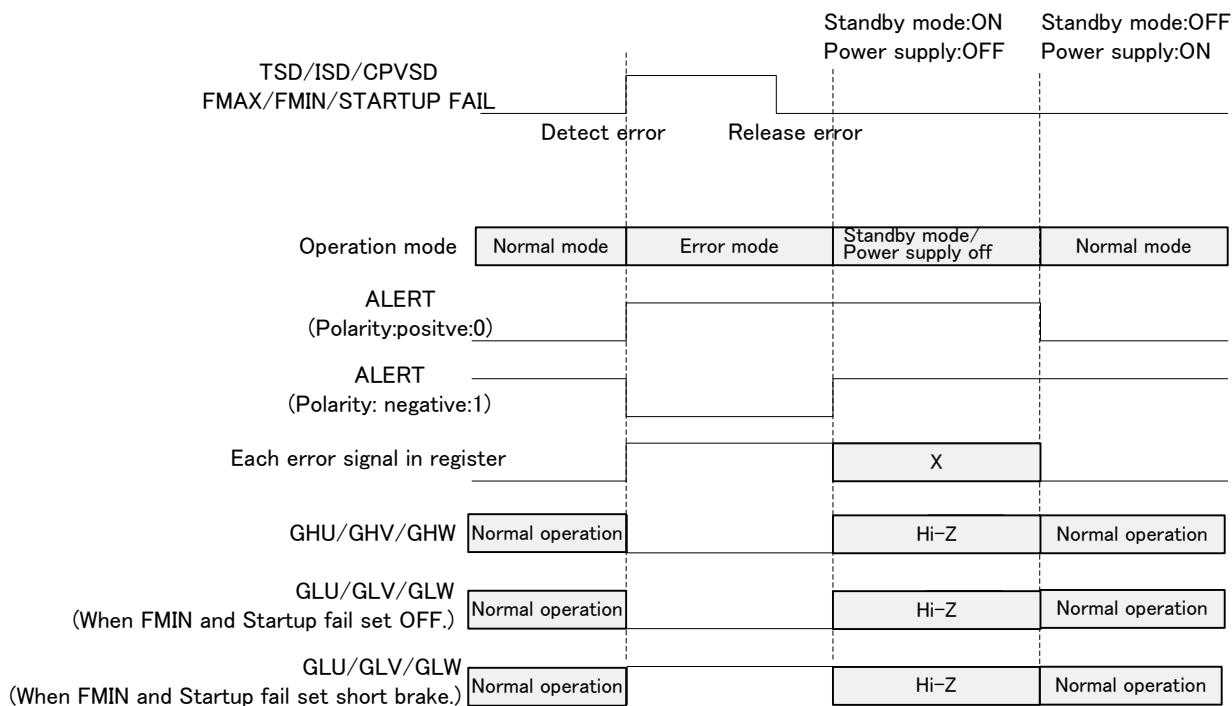 Standby mode:ON
Power supply:OFF
Standby mode:OFF
Power supply:ON
TSD/ISD/CPVSD
FMAX/FMIN/STARTUP FAIL
Detect error
Release error
Operation mode
Normal mode
Error mode
Standby mode/
Power supply off
Normal mode
ALERT
(Polarity:positve:0)
ALERT
(Polarity: negative:1)
Each error signal in register
X
GHU/GHV/GHW
Normal operation
Hi-Z
Normal operation
GLU/GLV/GLW
(When FMIN and Startup fail set OFF.)
Normal operation
Hi-Z
Normal operation
GLU/GLV/GLW
(When FMIN and Startup fail set short brake.)
Normal operation
Hi-Z
Normal operation